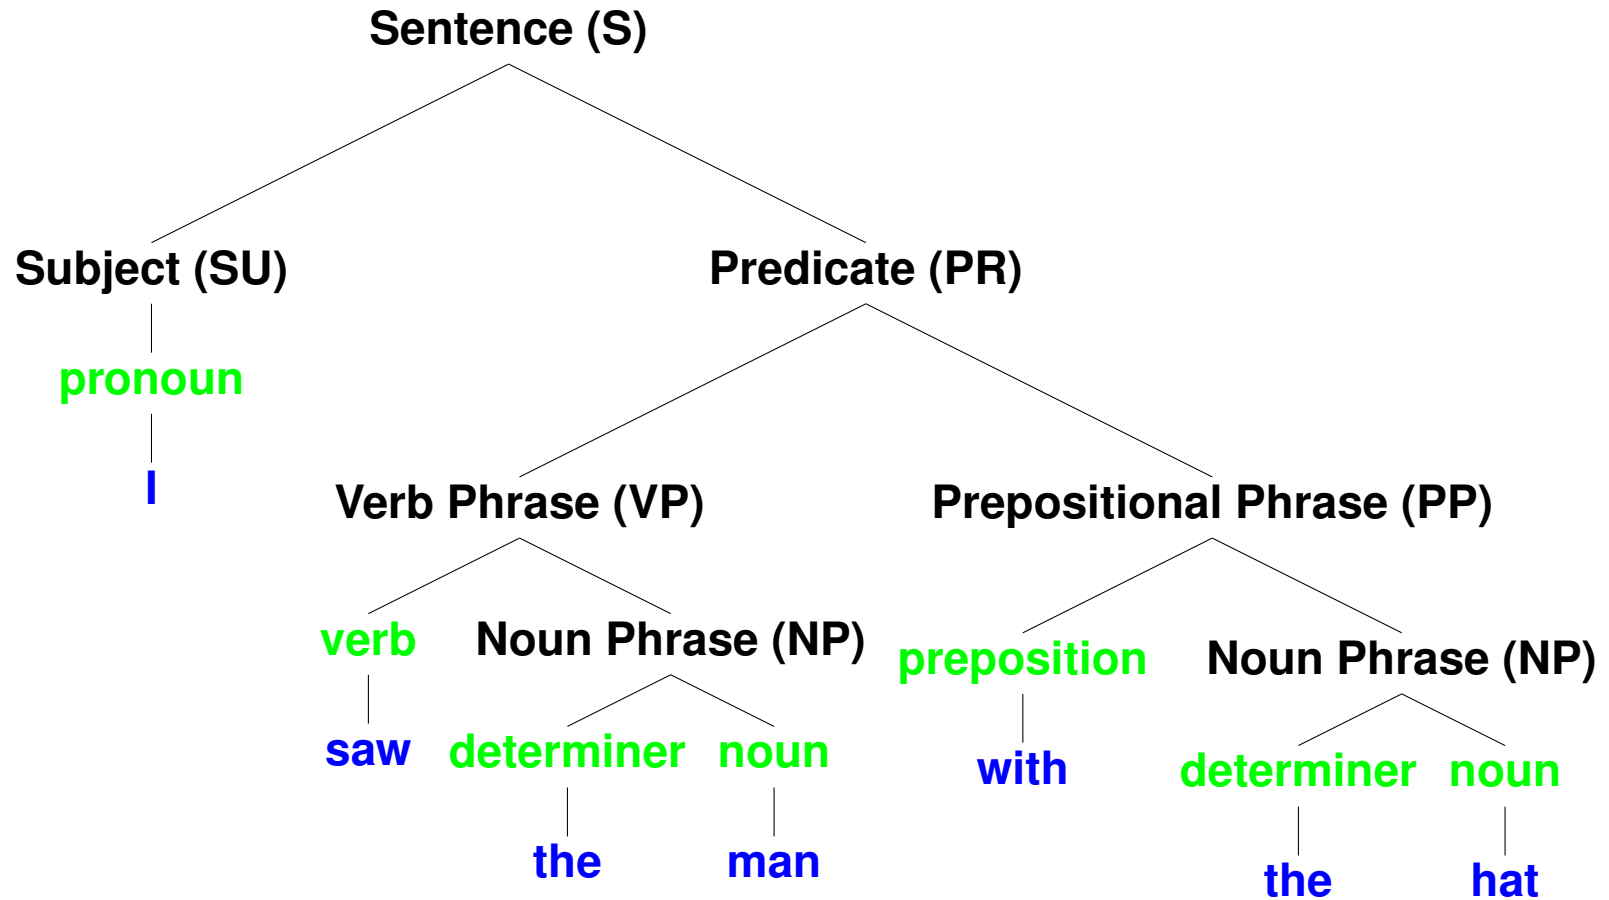 Sentence (S)
Subject (SU) Predicate (PR)
pronoun
I Verb Phrase (VP) Prepositional Phrase (PP)
verb Noun Phrase (NP) preposition Noun Phrase (NP)
saw determiner noun with determiner noun
the man the hat